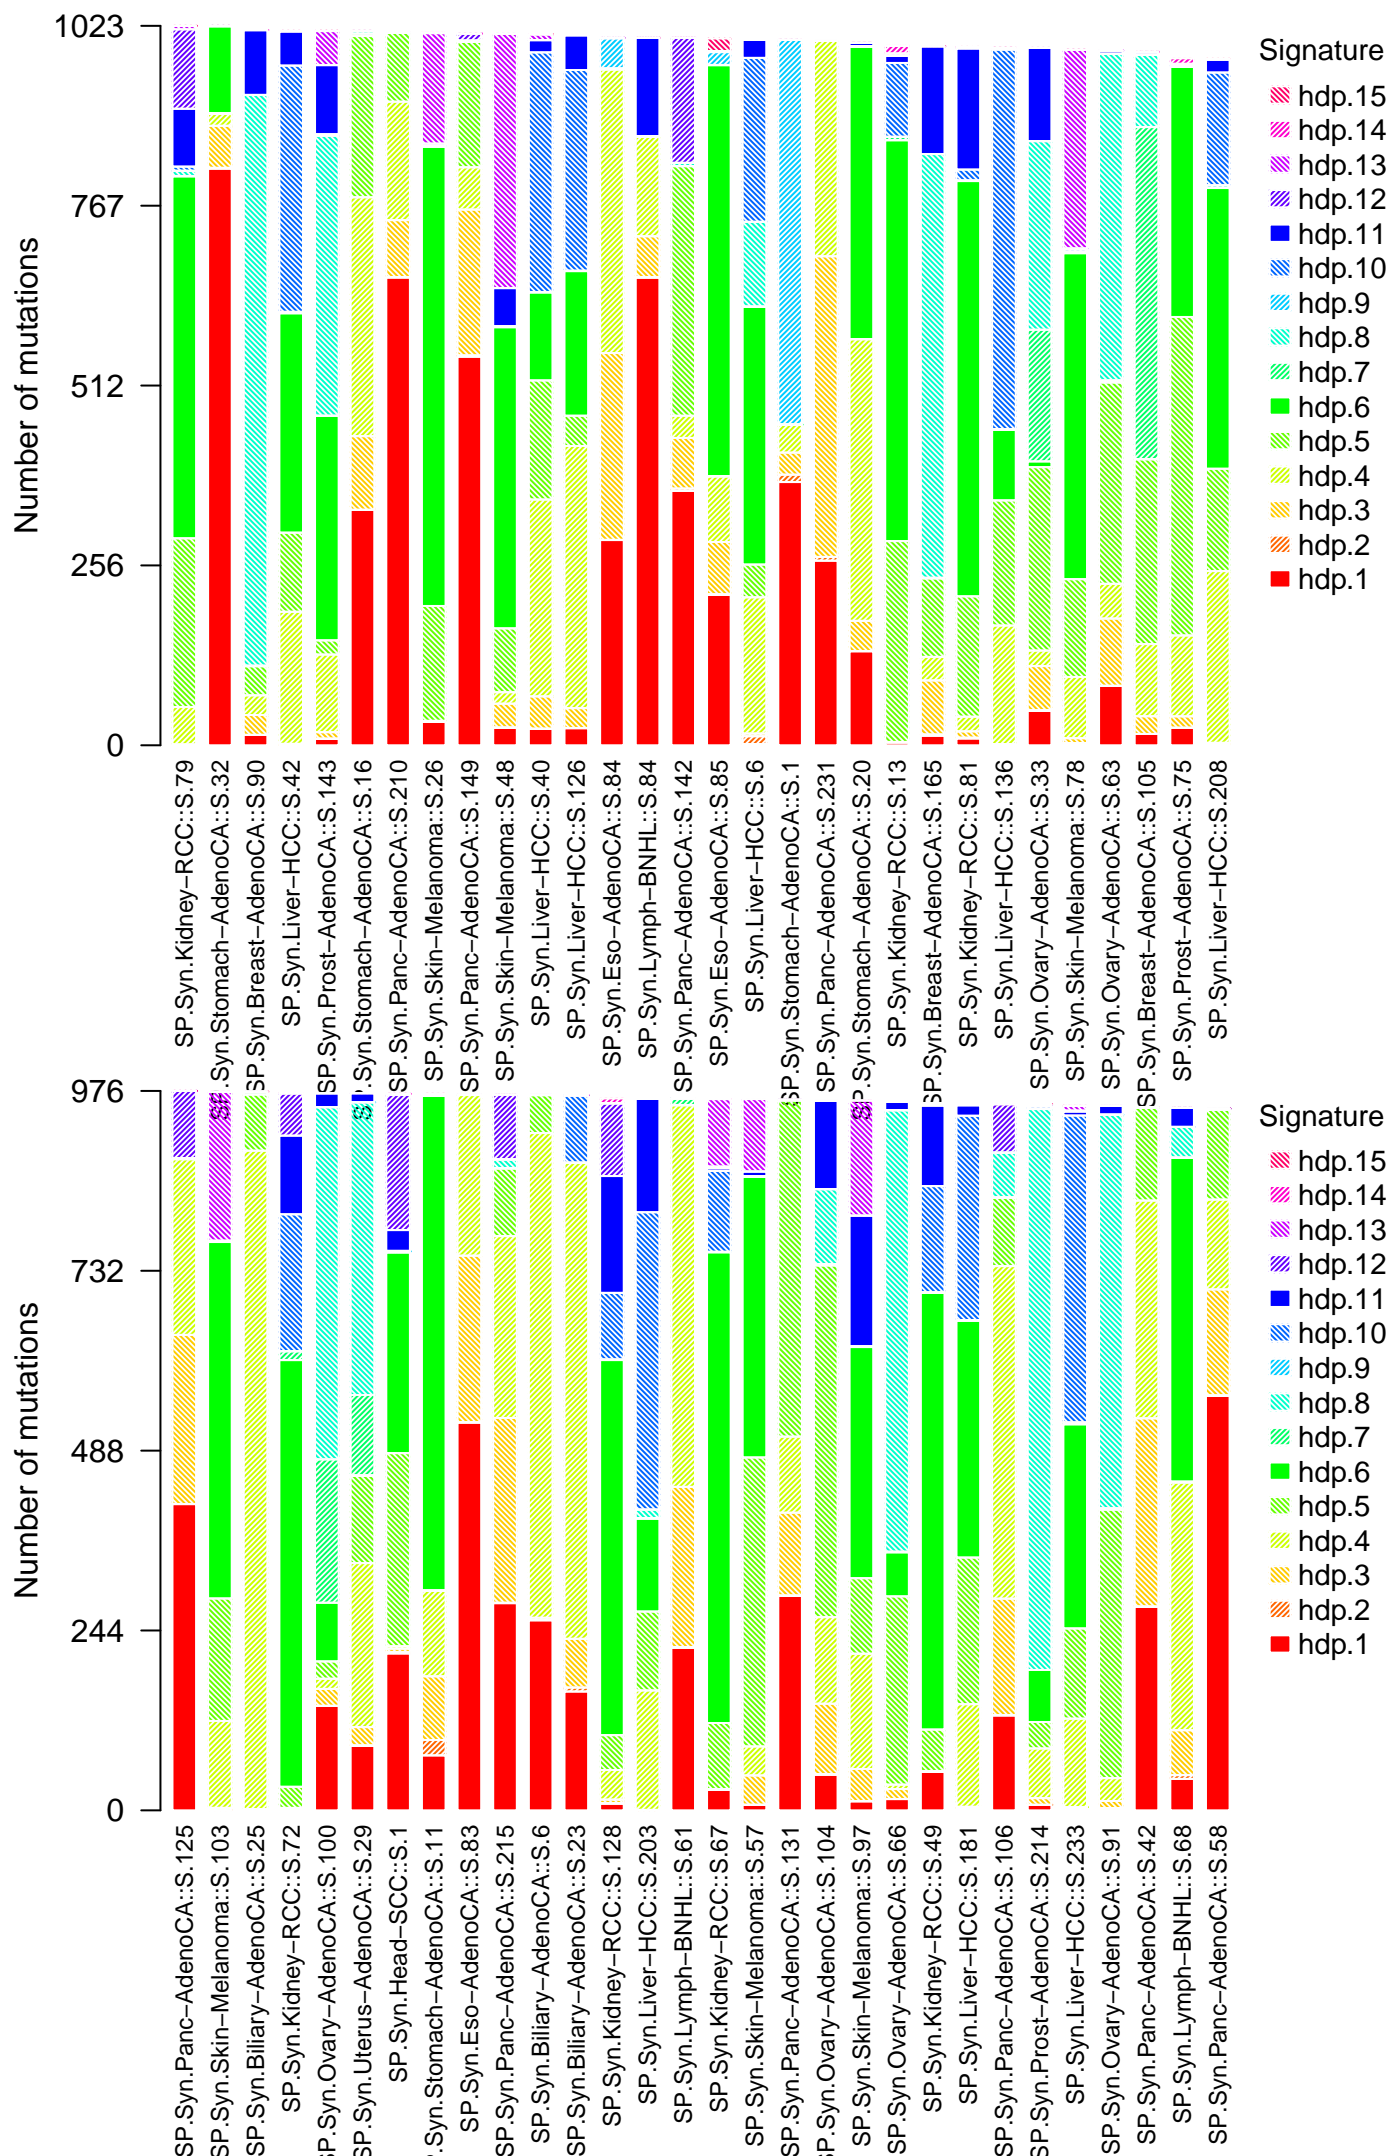 Number of mutations
1023
767
512
256
0
Signature
hdp.15
hdp.14
hdp.13
hdp.12
hdp.11
hdp.10
hdp.9
hdp.8
hdp.7
hdp.6
hdp.5
hdp.4
hdp.3
hdp.2
hdp.1
SP.Syn.Kidney−RCC::S.79
SP.Syn.Stomach−AdenoCA::S.32
SP.Syn.Breast−AdenoCA::S.90
SP.Syn.Liver−HCC::S.42
SP.Syn.Prost−AdenoCA::S.143
SP.Syn.Stomach−AdenoCA::S.16
SP.Syn.Panc−AdenoCA::S.210
SP.Syn.Skin−Melanoma::S.26
SP.Syn.Panc−AdenoCA::S.149
SP.Syn.Skin−Melanoma::S.48
SP.Syn.Liver−HCC::S.40
SP.Syn.Liver−HCC::S.126
SP.Syn.Eso−AdenoCA::S.84
SP.Syn.Lymph−BNHL::S.84
SP.Syn.Panc−AdenoCA::S.142
SP.Syn.Eso−AdenoCA::S.85
SP.Syn.Liver−HCC::S.6
SP.Syn.Stomach−AdenoCA::S.1
SP.Syn.Panc−AdenoCA::S.231
SP.Syn.Stomach−AdenoCA::S.20
SP.Syn.Kidney−RCC::S.13
SP.Syn.Breast−AdenoCA::S.165
SP.Syn.Kidney−RCC::S.81
SP.Syn.Liver−HCC::S.136
SP.Syn.Ovary−AdenoCA::S.33
SP.Syn.Skin−Melanoma::S.78
SP.Syn.Ovary−AdenoCA::S.63
SP.Syn.Breast−AdenoCA::S.105
SP.Syn.Prost−AdenoCA::S.75
SP.Syn.Liver−HCC::S.208
Number of mutations
976
732
488
244
0
Signature
hdp.15
hdp.14
hdp.13
hdp.12
hdp.11
hdp.10
hdp.9
hdp.8
hdp.7
hdp.6
hdp.5
hdp.4
hdp.3
hdp.2
hdp.1
SP.Syn.Panc−AdenoCA::S.125
SP.Syn.Skin−Melanoma::S.103
SP.Syn.Biliary−AdenoCA::S.25
SP.Syn.Kidney−RCC::S.72
SP.Syn.Ovary−AdenoCA::S.100
SP.Syn.Uterus−AdenoCA::S.29
SP.Syn.Head−SCC::S.1
.Syn.Stomach−AdenoCA::S.11
SP.Syn.Eso−AdenoCA::S.83
SP.Syn.Panc−AdenoCA::S.215
SP.Syn.Biliary−AdenoCA::S.6
SP.Syn.Biliary−AdenoCA::S.23
SP.Syn.Kidney−RCC::S.128
SP.Syn.Liver−HCC::S.203
SP.Syn.Lymph−BNHL::S.61
SP.Syn.Kidney−RCC::S.67
SP.Syn.Skin−Melanoma::S.57
SP.Syn.Panc−AdenoCA::S.131
SP.Syn.Ovary−AdenoCA::S.104
SP.Syn.Skin−Melanoma::S.97
SP.Syn.Ovary−AdenoCA::S.66
SP.Syn.Kidney−RCC::S.49
SP.Syn.Liver−HCC::S.181
SP.Syn.Panc−AdenoCA::S.106
SP.Syn.Prost−AdenoCA::S.214
SP.Syn.Liver−HCC::S.233
SP.Syn.Ovary−AdenoCA::S.91
SP.Syn.Panc−AdenoCA::S.42
SP.Syn.Lymph−BNHL::S.68
SP.Syn.Panc−AdenoCA::S.58